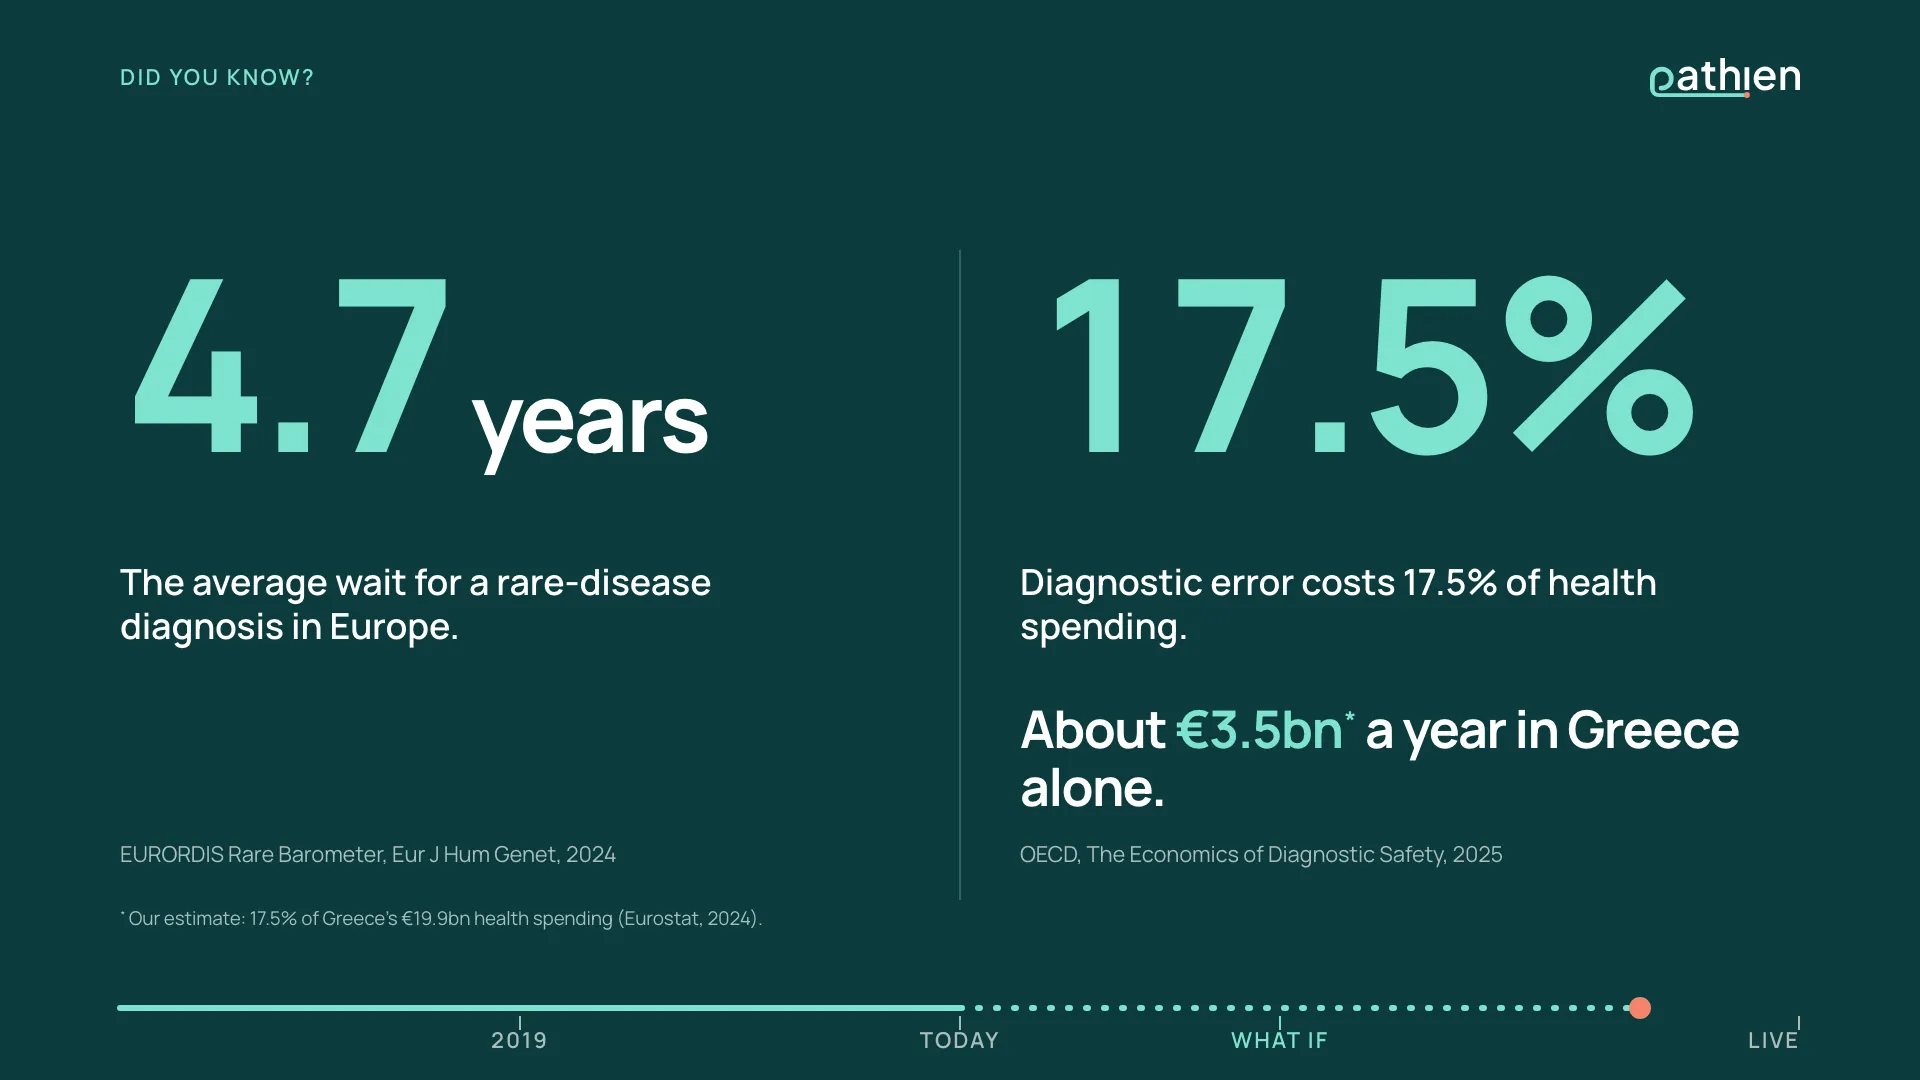 DID YOU KNOW?
pathien
4.7 years
The average wait for a rare-disease
diagnosis in Europe.
EURORDIS Rare Barometer, Eur J Hum Genet, 2024
* Our estimate: 17.5% of Greece's €19.9bn health spending (Eurostat, 2024).
17.5%
Diagnostic error costs 17.5% of health
spending.
About €3.5bn* a year in Greece
alone.
OECD, The Economics of Diagnostic Safety, 2025
2019
TODAY
WHAT IF
LIVE